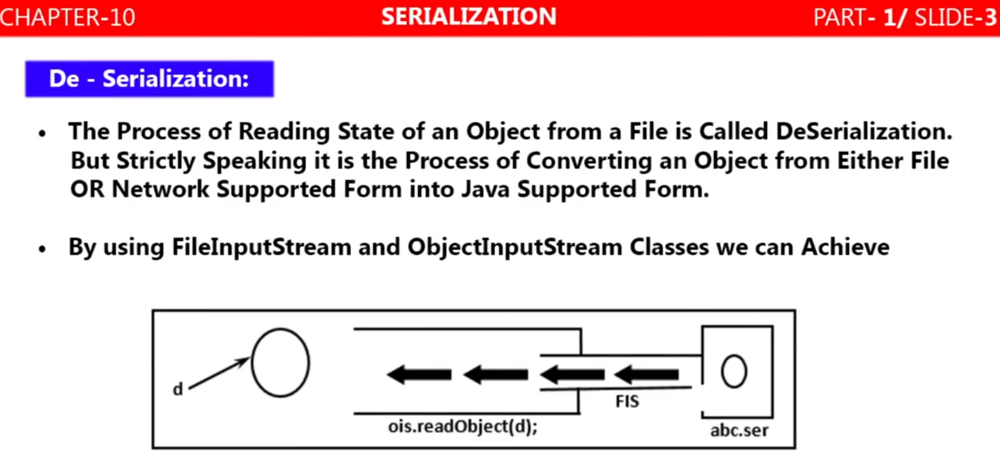 CHAPTER-10 SERIALIZATION PART- 1/ SLIDE-3
De - Serialization:
• The Process of Reading State of an Object from a File is Called DeSerialization.
But Strictly Speaking it is the Process of Converting an Object from Either File
OR Network Supported Form into Java Supported Form.
• By using FileInputStream and ObjectInputStream Classes we can Achieve
d
FIS
ois.readObject(d);
abc.ser